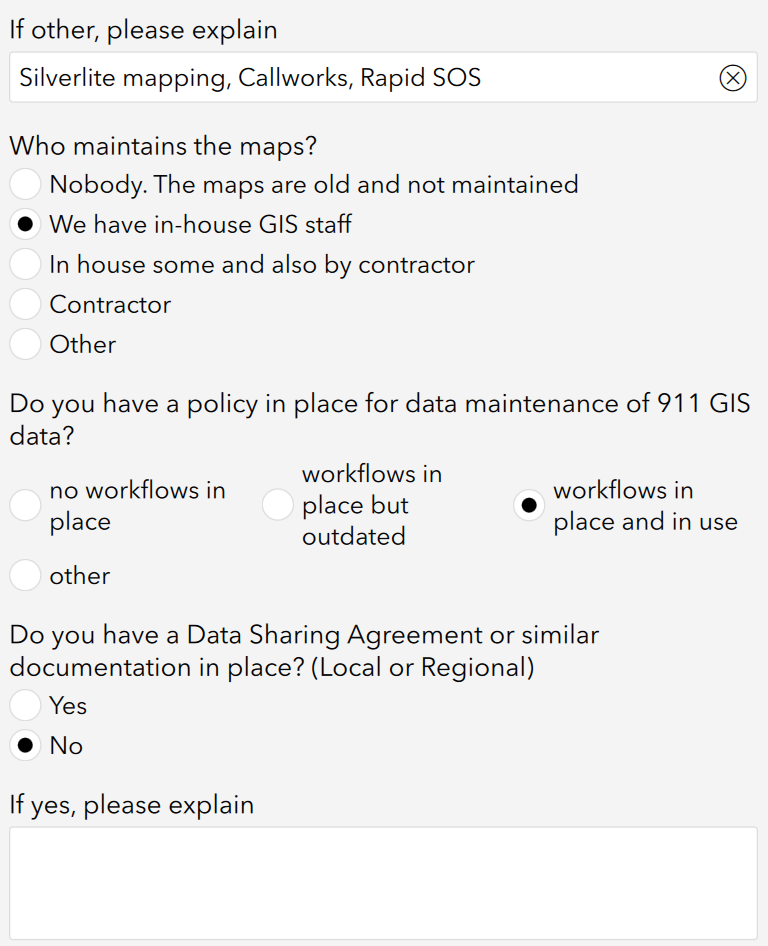 If other, please explain
Silverlite mapping, Callworks, Rapid SOS
Who maintains the maps?
Nobody. The maps are old and not maintained
We have in-house GIS staff
In house some and also by contractor
Contractor
Other
Do you have a policy in place for data maintenance of 911 GIS
data?
no workflows in
place
workflows in
place but
outdated
workflows in
place and in use
other
Do you have a Data Sharing Agreement or similar
documentation in place? (Local or Regional)
Yes
No
If yes, please explain